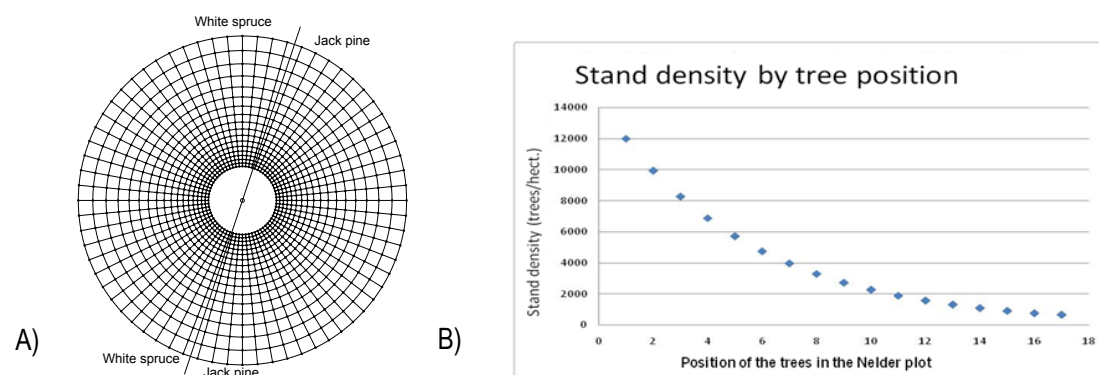 White spruce
Jack pine
White spruce
Jack pine
A)
B)
Stand density by tree position
Stand density (trees/hect.)
14000
12000
10000
8000
6000
4000
2000
0
0 2 4 6 8 10 12 14 16 18
Position of the trees in the Nelder plot